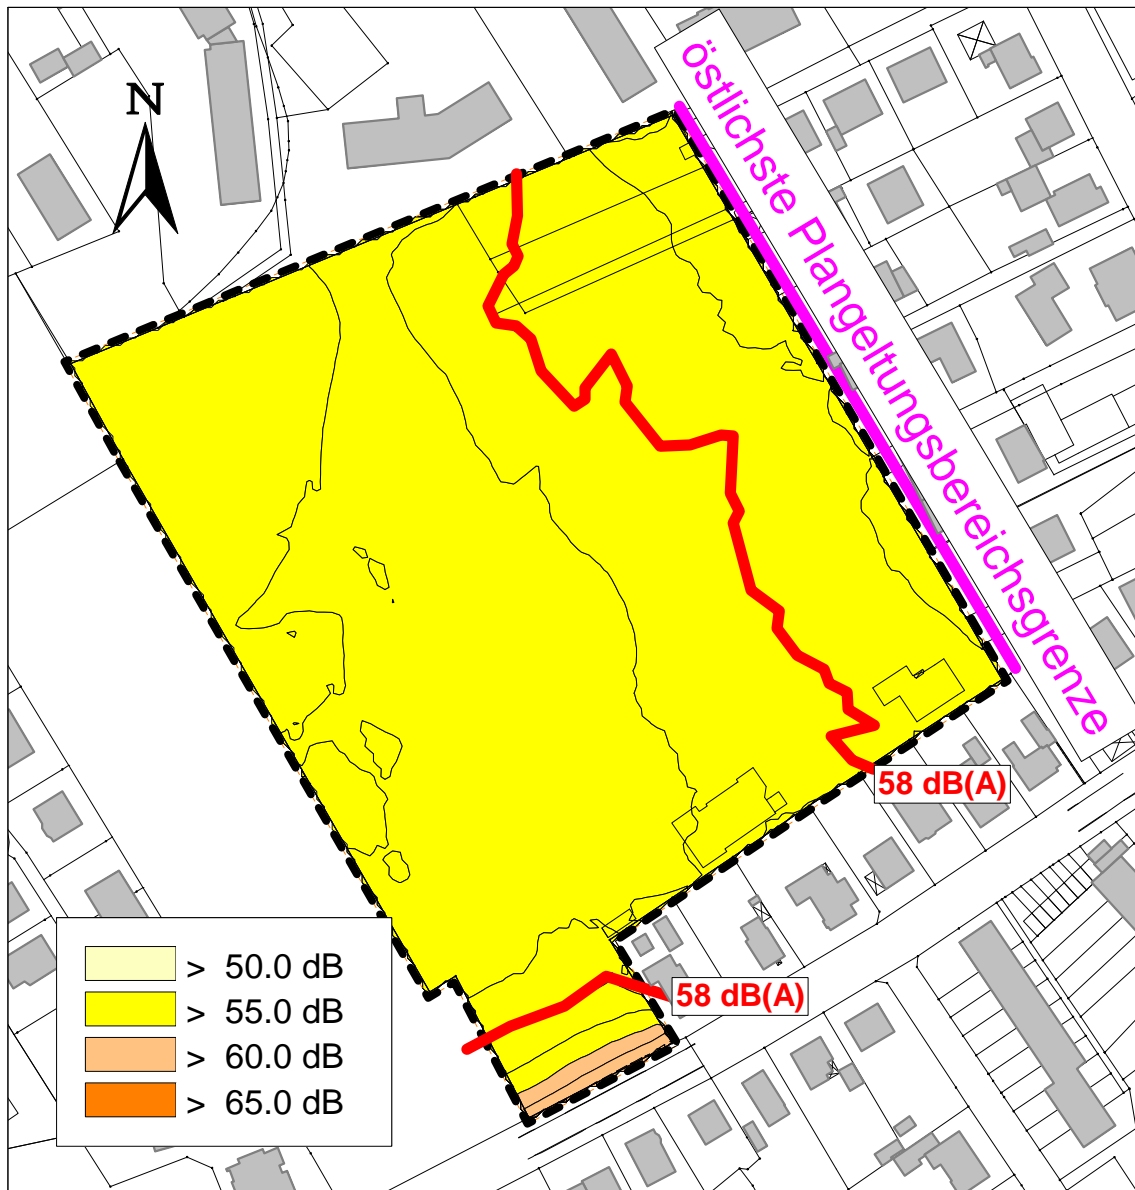 N
östlichste Plangeltungsbereichsgrenze
58 dB(A)
58 dB(A)
> 50.0 dB
> 55.0 dB
> 60.0 dB
> 65.0 dB